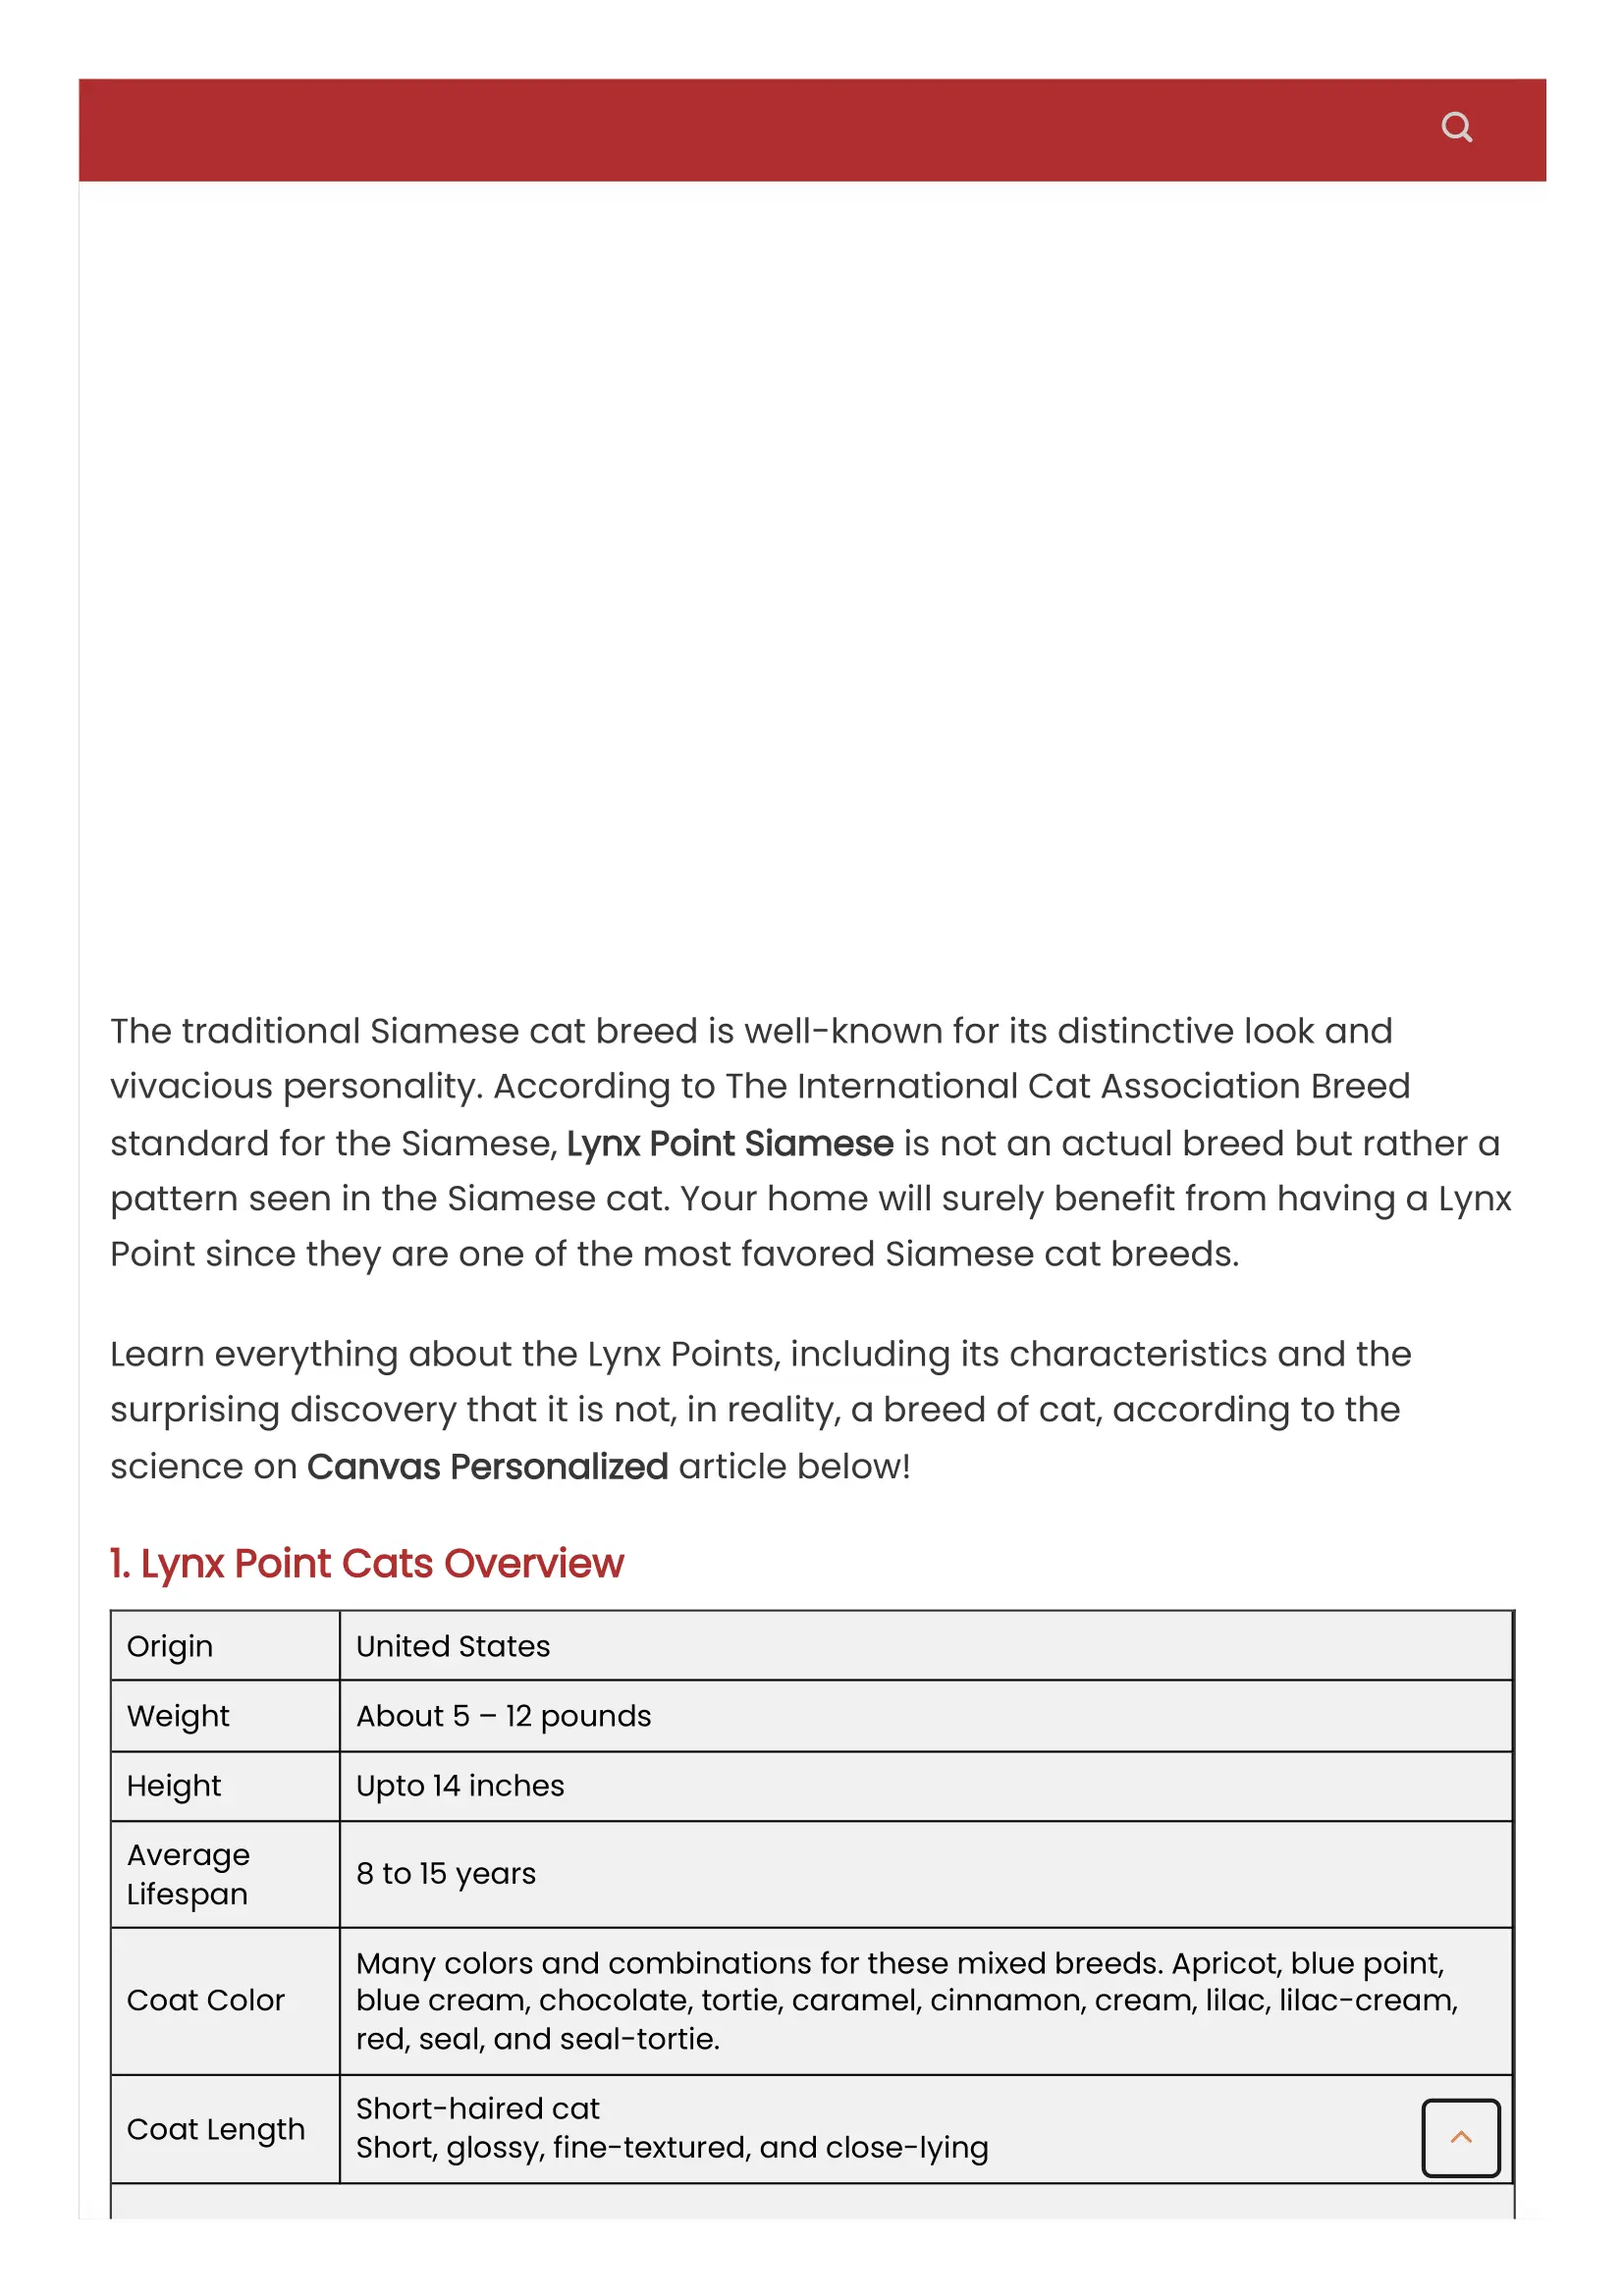 The traditional Siamese cat breed is well-known for its distinctive look and
vivacious personality. According to The International Cat Association Breed
standard for the Siamese, Lynx Point Siamese is not an actual breed but rather a
pattern seen in the Siamese cat. Your home will surely benefit from having a Lynx
Point since they are one of the most favored Siamese cat breeds.
Learn everything about the Lynx Points, including its characteristics and the
surprising discovery that it is not, in reality, a breed of cat, according to the
science on Canvas Personalized article below!
1. Lynx Point Cats Overview
Origin
United States
Weight
About 5 – 12 pounds
Height
Upto 14 inches
Average
Lifespan
8 to 15 years
Coat Color
Many colors and combinations for these mixed breeds. Apricot, blue point,
blue cream, chocolate, tortie, caramel, cinnamon, cream, lilac, lilac-cream,
red, seal, and seal-tortie.
Coat Length
Short-haired cat
Short, glossy, fine-textured, and close-lying